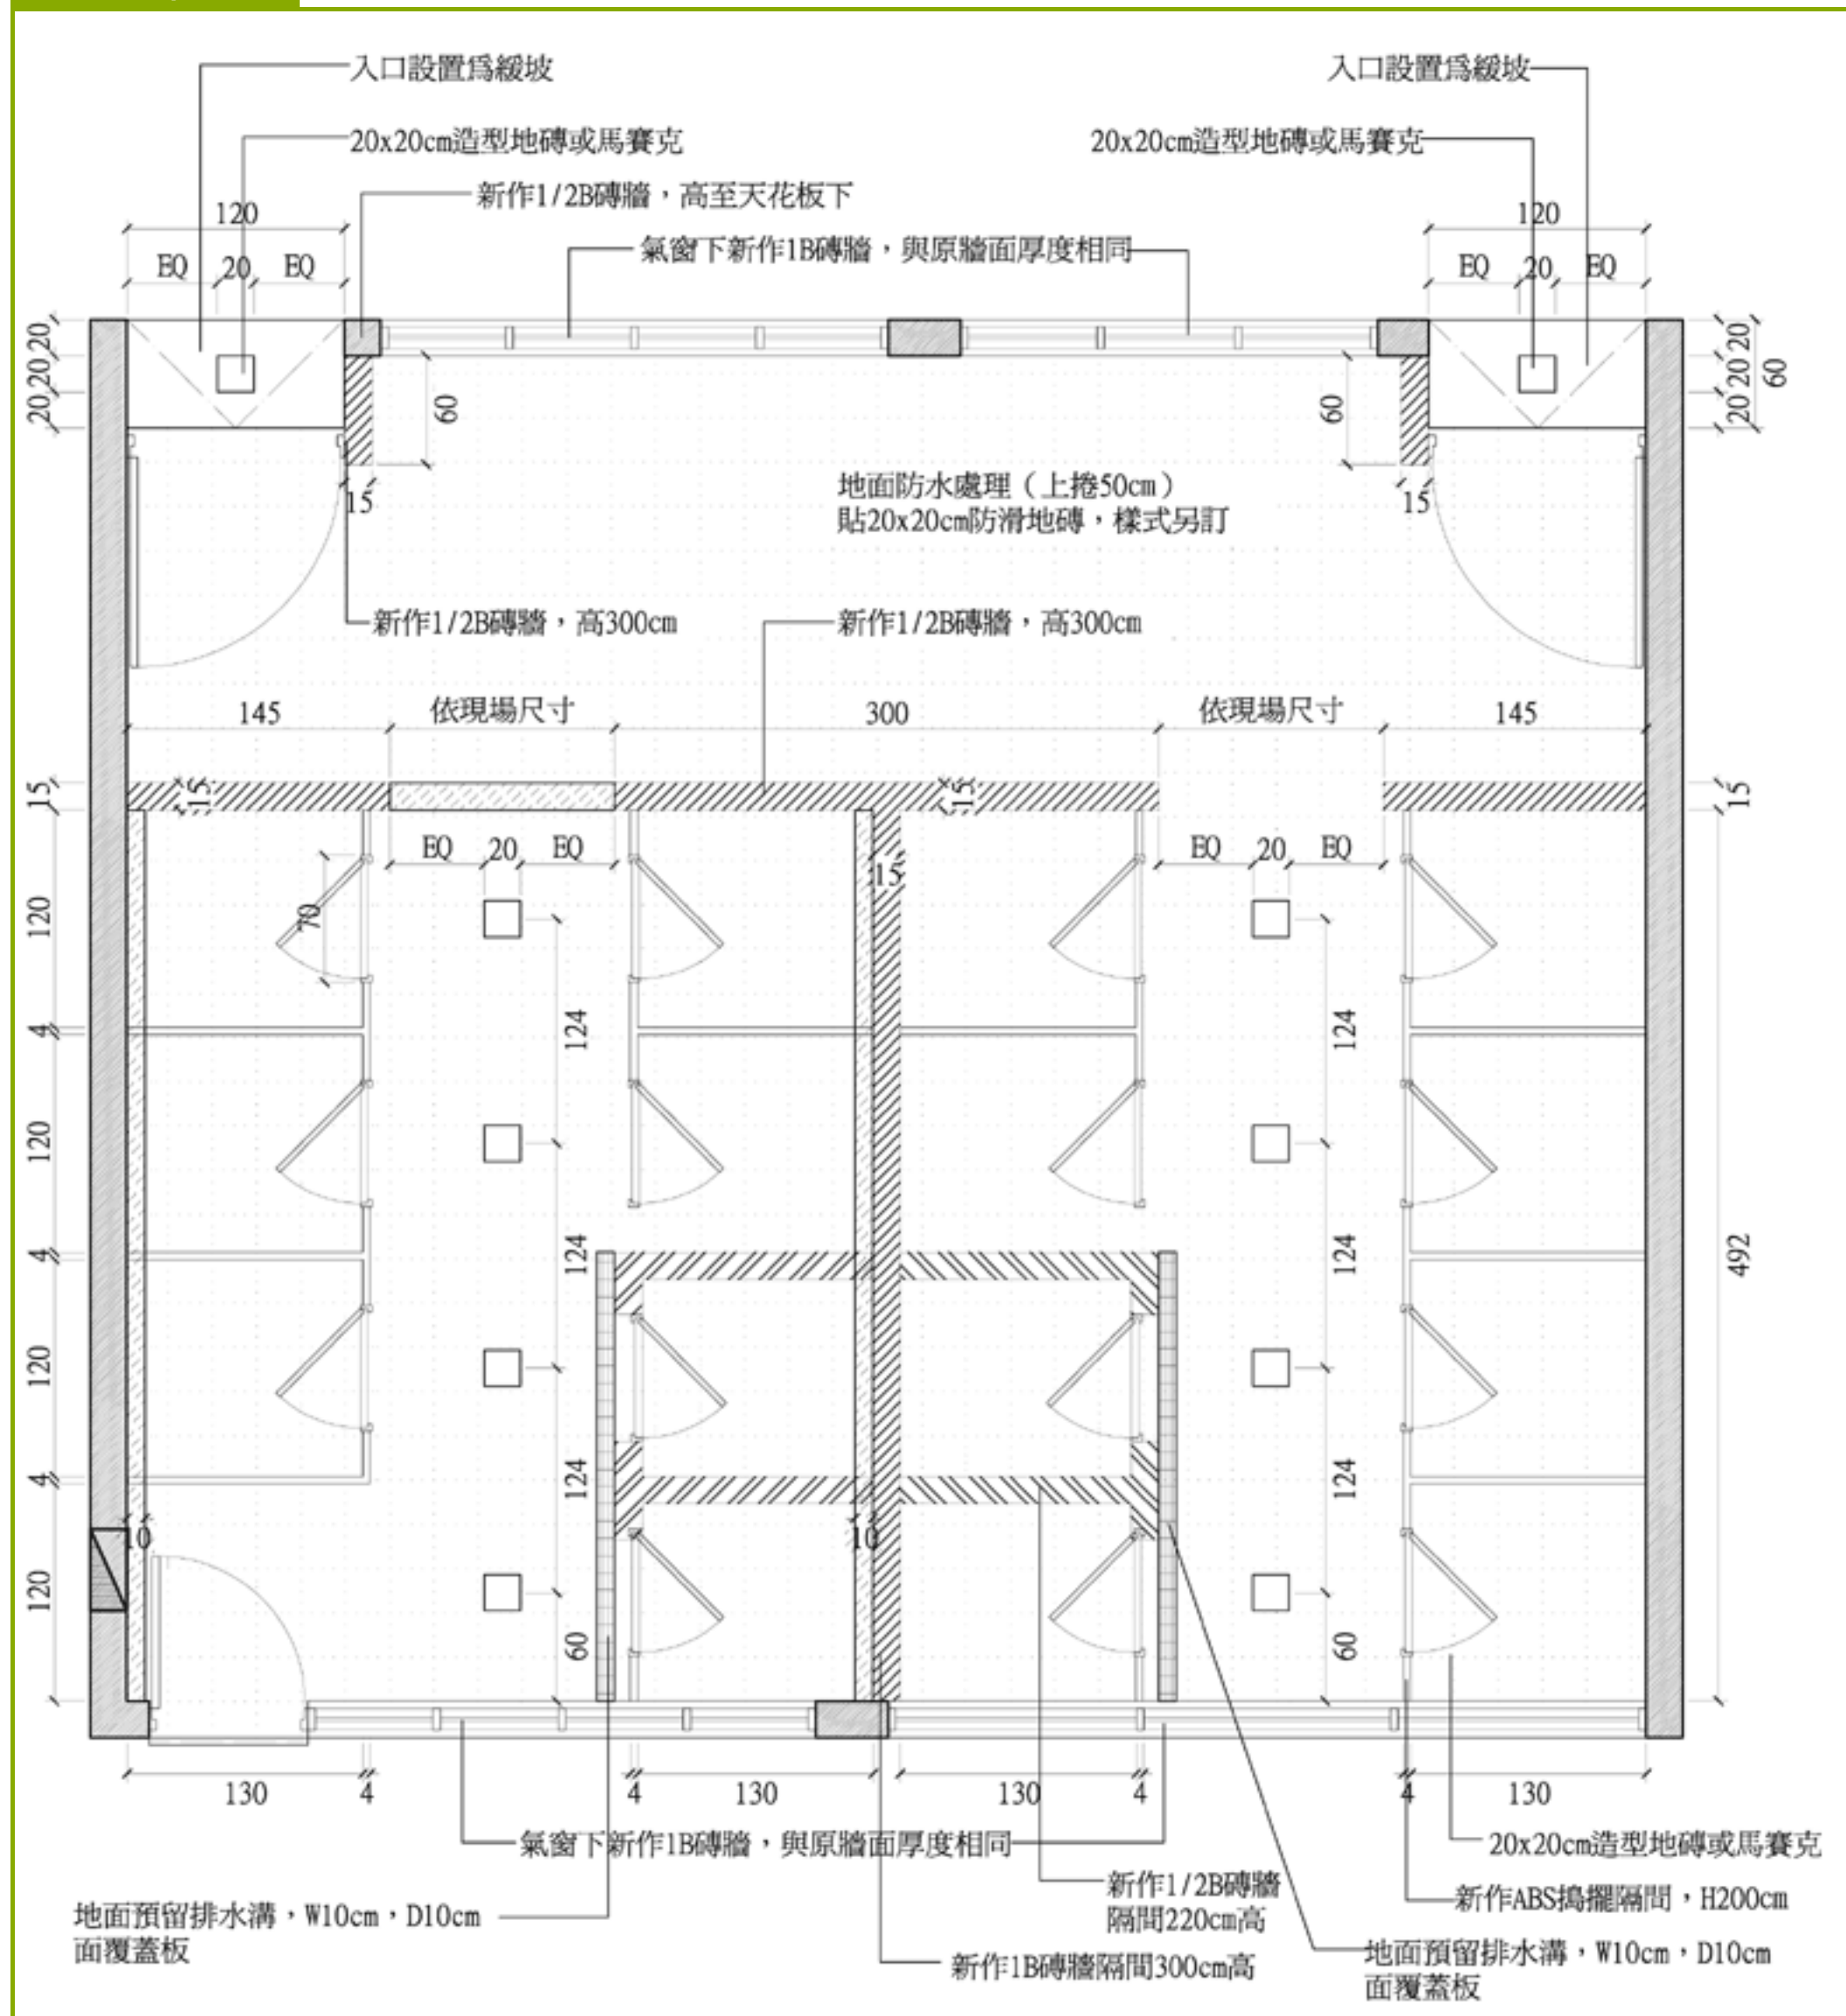 入口設置爲緩坡
入口設置爲緩坡
20x20cm造型地磚或馬賽克
20x20cm造型地磚或馬賽克
新作1/2B磚牆，高至天花板下
120
120
氣窗下新作1B磚牆，與原牆面厚度相同
EQ 20 EQ
EQ 20 EQ
20
20
20
20
20
20
60
60
60
地面防水處理（上捲50cm）
貼20x20cm防滑地磚，樣式另訂
15
15
新作1/2B磚牆，高300cm
新作1/2B磚牆，高300cm
145
依現場尺寸
300
依現場尺寸
145
15
15
15
15
EQ 20 EQ
EQ 20 EQ
15
70
120
124
124
4
120
124
124
492
4
120
124
124
4
10
10
120
60
60
130
4
4
130
130
4
4
130
氣窗下新作1B磚牆，與原牆面厚度相同
20x20cm造型地磚或馬賽克
新作1/2B磚牆
隔間220cm高
新作ABS搗擺隔間，H200cm
地面預留排水溝，W10cm，D10cm
面覆蓋板
新作1B磚牆隔間300cm高
地面預留排水溝，W10cm，D10cm
面覆蓋板